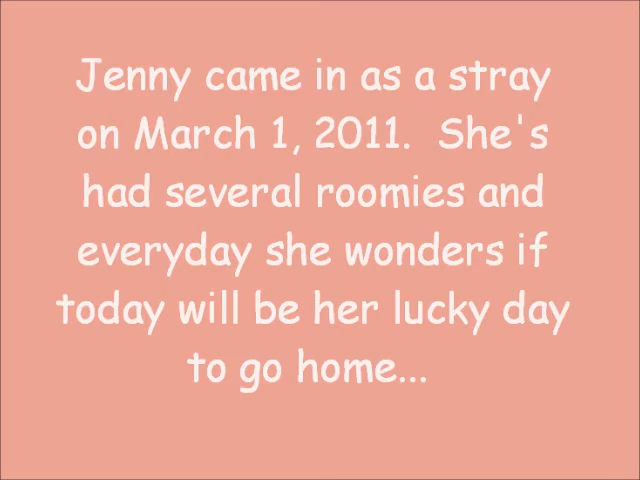 Jenny came in as a stray
on March 1, 2011.  She's
had several roomies and
everyday she wonders if
today will be her lucky day
to go home...